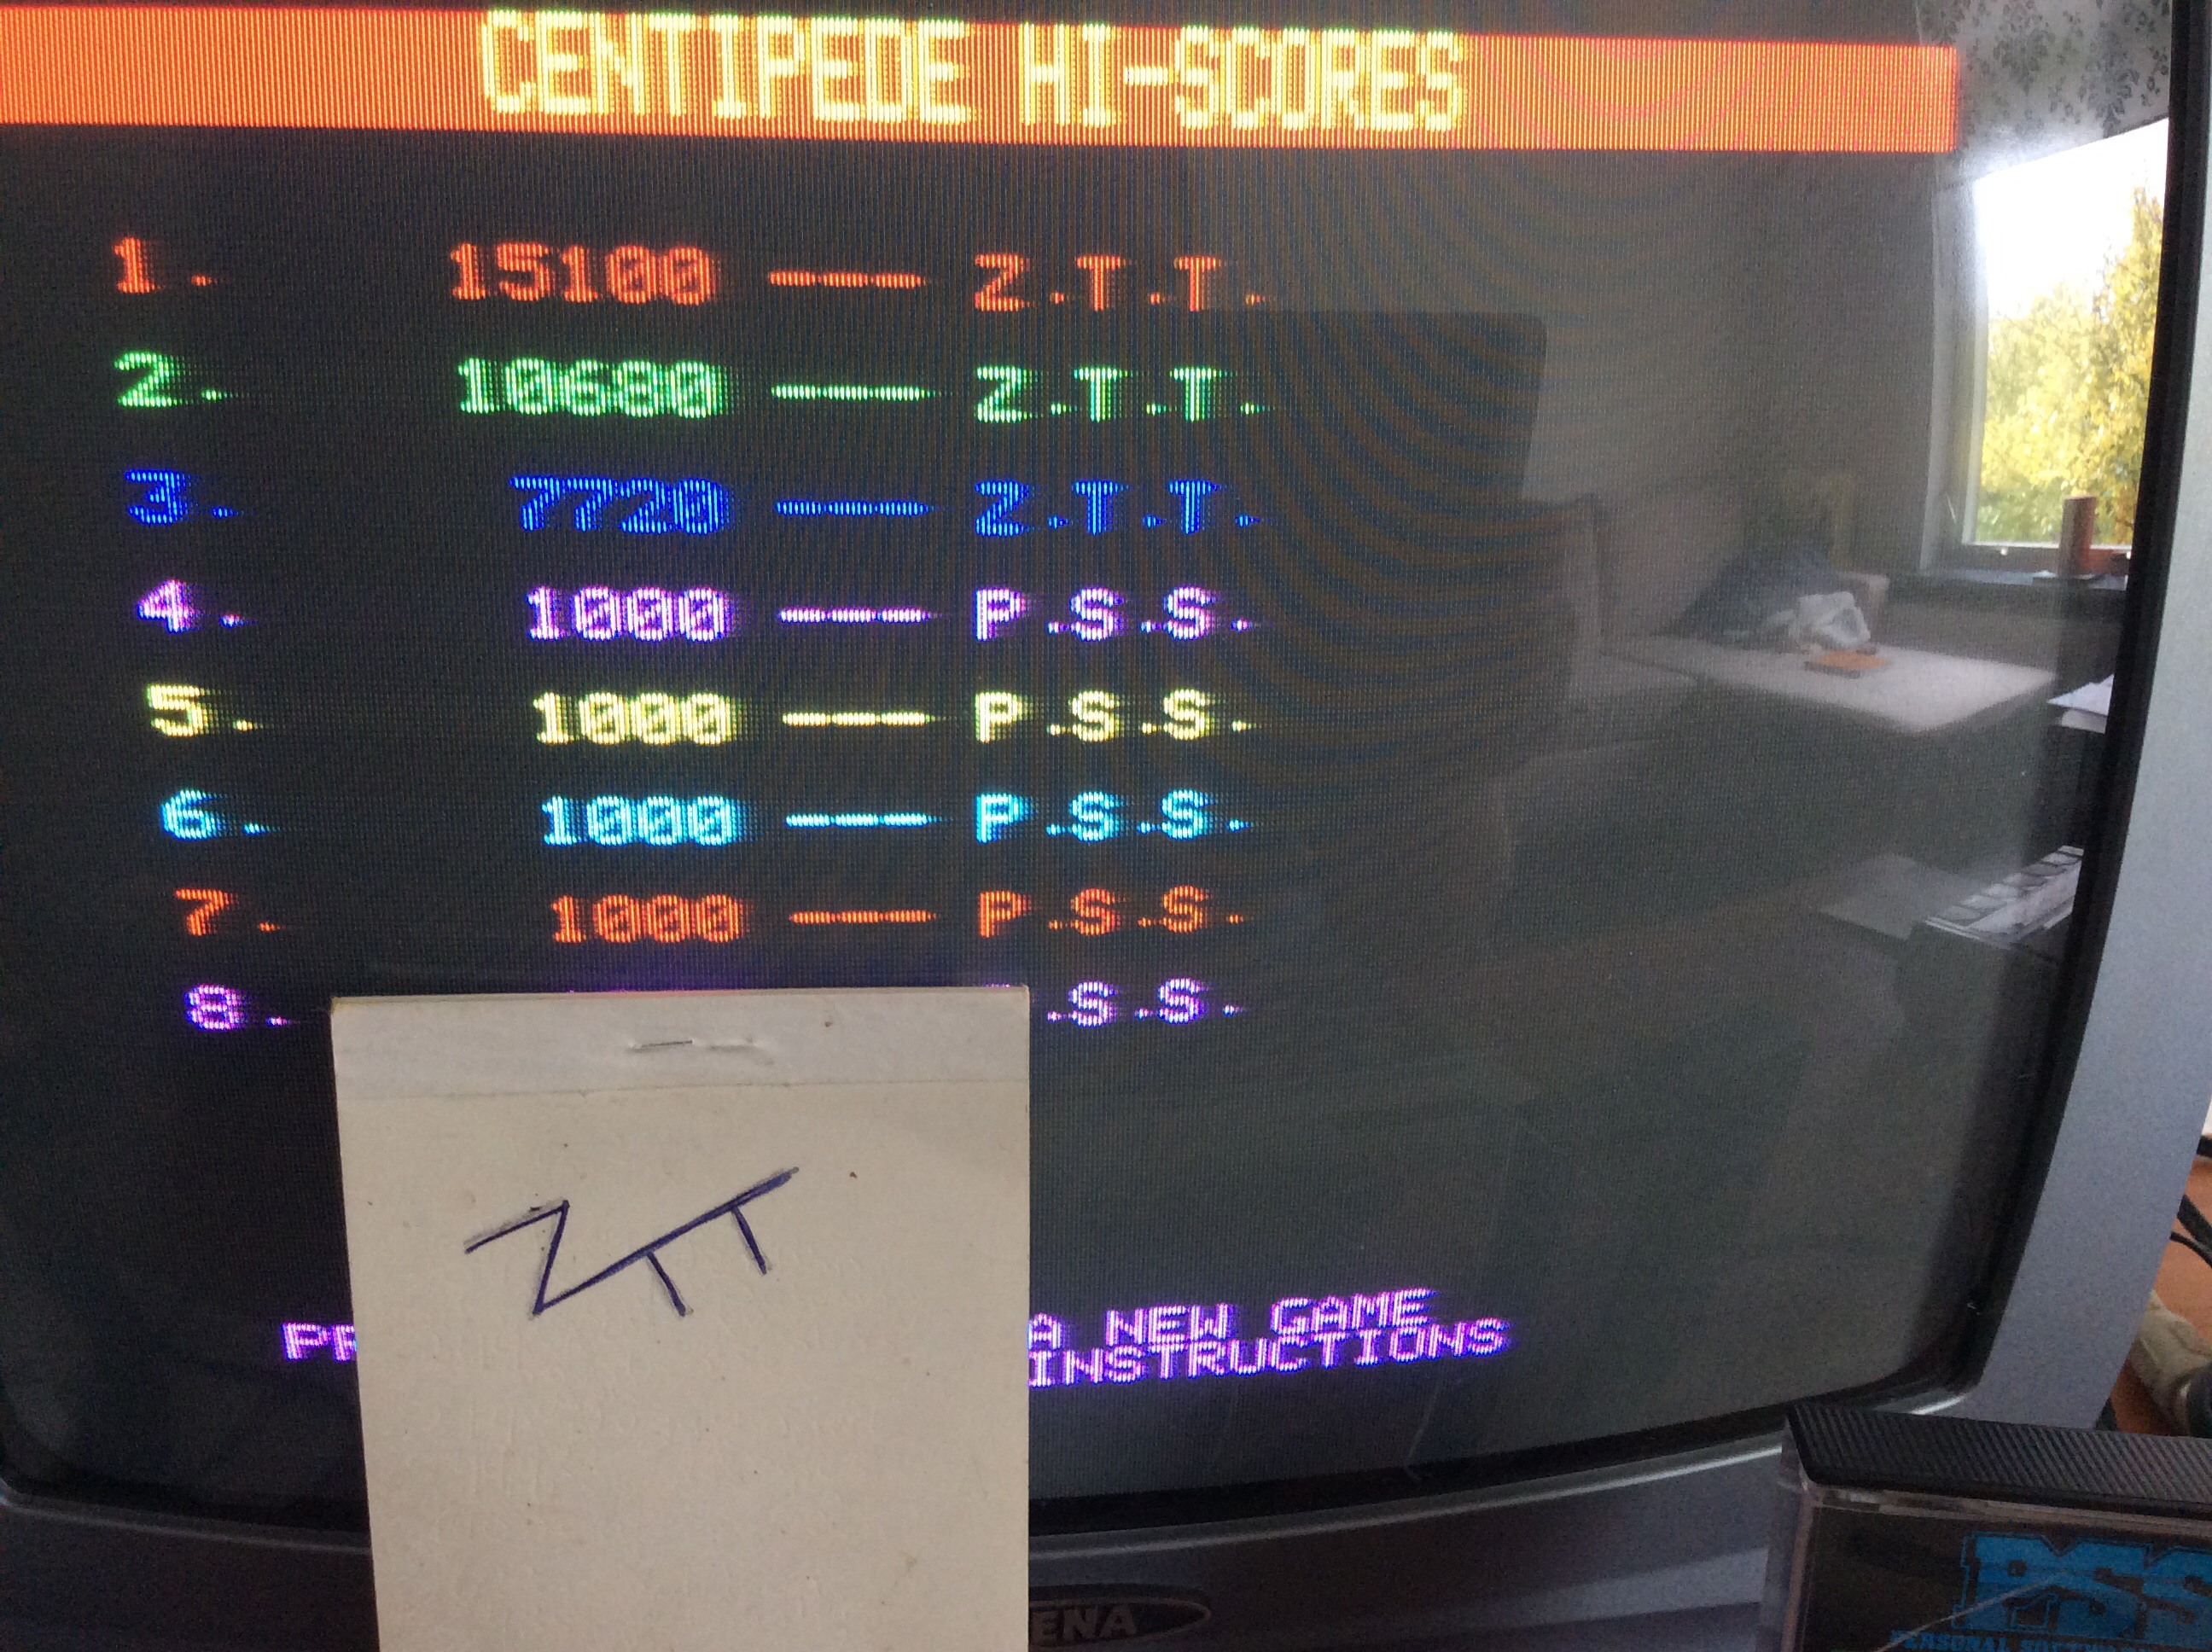 CENTIPEDE HI-SCORES
1. 15100 --- Z.T.T.
2. 10680 --- Z.T.T.
3. 7720 --- Z.T.T.
4. 1000 --- P.S.S.
5. 1000 --- P.S.S.
6. 1000 --- P.S.S.
7. 1000 --- P.S.S.
8. .S.S.
ZTT
A NEW GAME
INSTRUCTIONS
PSS